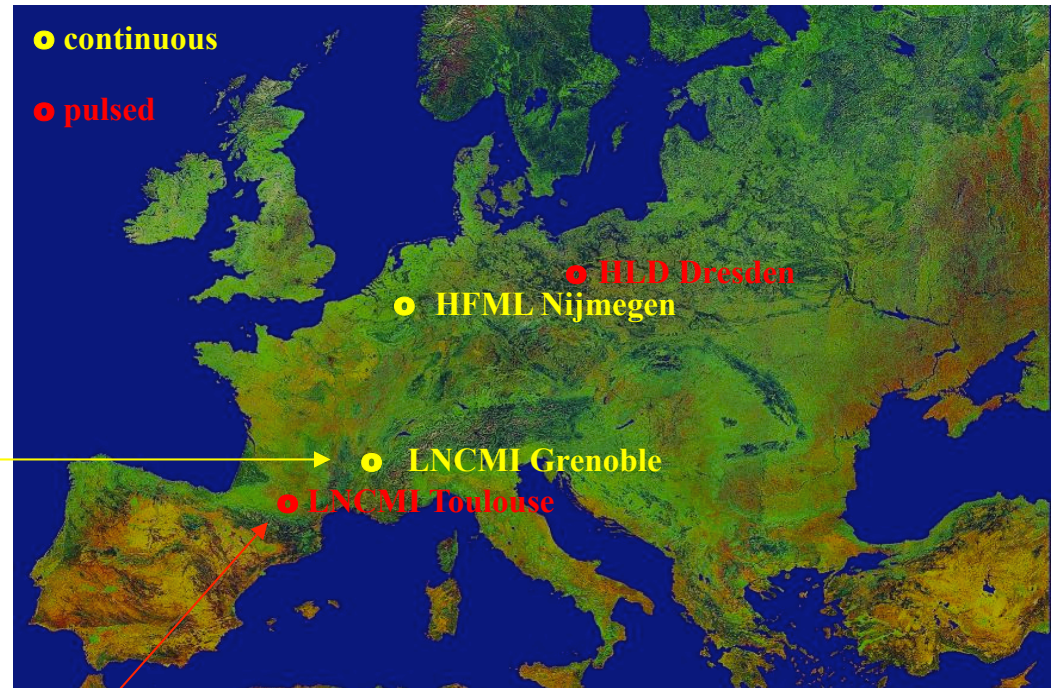 continuous
pulsed
HLD Dresden
HFML Nijmegen
LNCMI Grenoble
LNCMI Toulouse